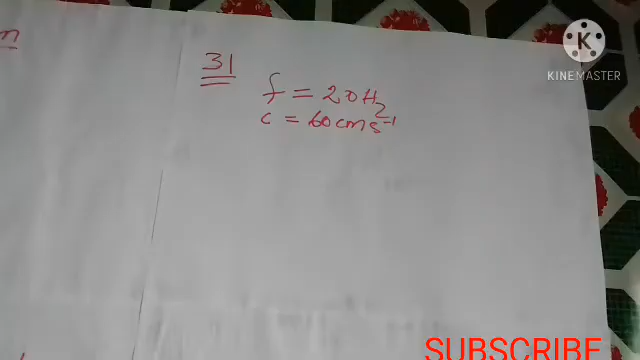 m
31
f = 20Hz
c = 60cms⁻¹
K
KINEMASTER
SUBSCRIBE